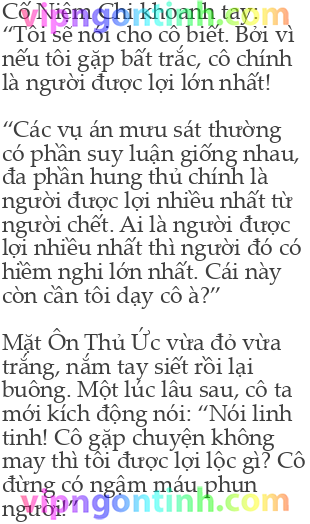 Cố Niệm Chi khoanh tay:
“Tôi sẽ nói cho cô biết. Bởi vì
nếu tôi gặp bất trắc, cô chính
là người được lợi lớn nhất!
“Các vụ án mưu sát thường
có phần suy luận giống nhau,
đa phần hung thủ chính là
người được lợi nhiều nhất từ
người chết. Ai là người được
lợi nhiều nhất thì người đó có
hiềm nghi lớn nhất. Cái này
còn cần tôi dạy cô à?”
Mặt Ôn Thủ Ức vừa đỏ vừa
trắng, nắm tay siết rồi lại
buông. Một lúc lâu sau, cô ta
mới kích động nói: “Nói linh
tinh! Cô gặp chuyện không
may thì tôi được lợi lộc gì? Cô
đừng có ngậm máu phun
người!”
vipngontinh.com
vipngontinh.com